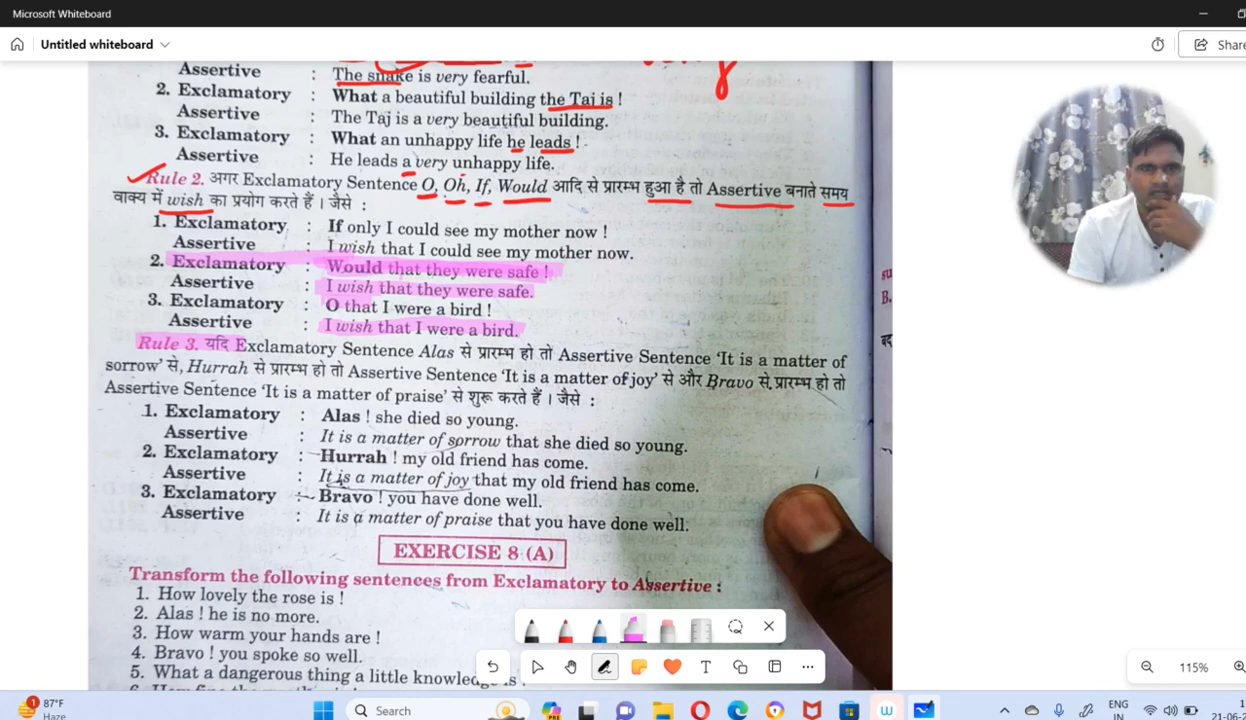 Microsoft Whiteboard
Untitled whiteboard
Share
Assertive : The snake is very fearful.
2. Exclamatory : What a beautiful building the Taj is !
Assertive : The Taj is a very beautiful building.
3. Exclamatory : What an unhappy life he leads !
Assertive : He leads a very unhappy life.
Rule 2. अगर Exclamatory Sentence O, Oh, If, Would आदि से प्रारम्भ हुआ है तो Assertive बनाते समय
वाक्य में wish का प्रयोग करते हैं । जैसे :
1. Exclamatory : If only I could see my mother now !
Assertive : I wish that I could see my mother now.
2. Exclamatory : Would that they were safe !
Assertive : I wish that they were safe.
3. Exclamatory : O that I were a bird !
Assertive : I wish that I were a bird.
Rule 3. यदि Exclamatory Sentence Alas से प्रारम्भ हो तो Assertive Sentence 'It is a matter of
sorrow' से, Hurrah से प्रारम्भ हो तो Assertive Sentence 'It is a matter of joy' से और Bravo से प्रारम्भ हो तो
Assertive Sentence 'It is a matter of praise' से शुरू करते हैं । जैसे :
1. Exclamatory : Alas ! she died so young.
Assertive : It is a matter of sorrow that she died so young.
2. Exclamatory : Hurrah ! my old friend has come.
Assertive : It is a matter of joy that my old friend has come.
3. Exclamatory : Bravo ! you have done well.
Assertive : It is a matter of praise that you have done well.
EXERCISE 8 (A)
Transform the following sentences from Exclamatory to Assertive :
1. How lovely the rose is !
2. Alas ! he is no more.
3. How warm your hands are !
4. Bravo ! you spoke so well.
5. What a dangerous thing a little knowledge is
su
B.
बद
115%
87°F
Haze
Search
ENG
IN